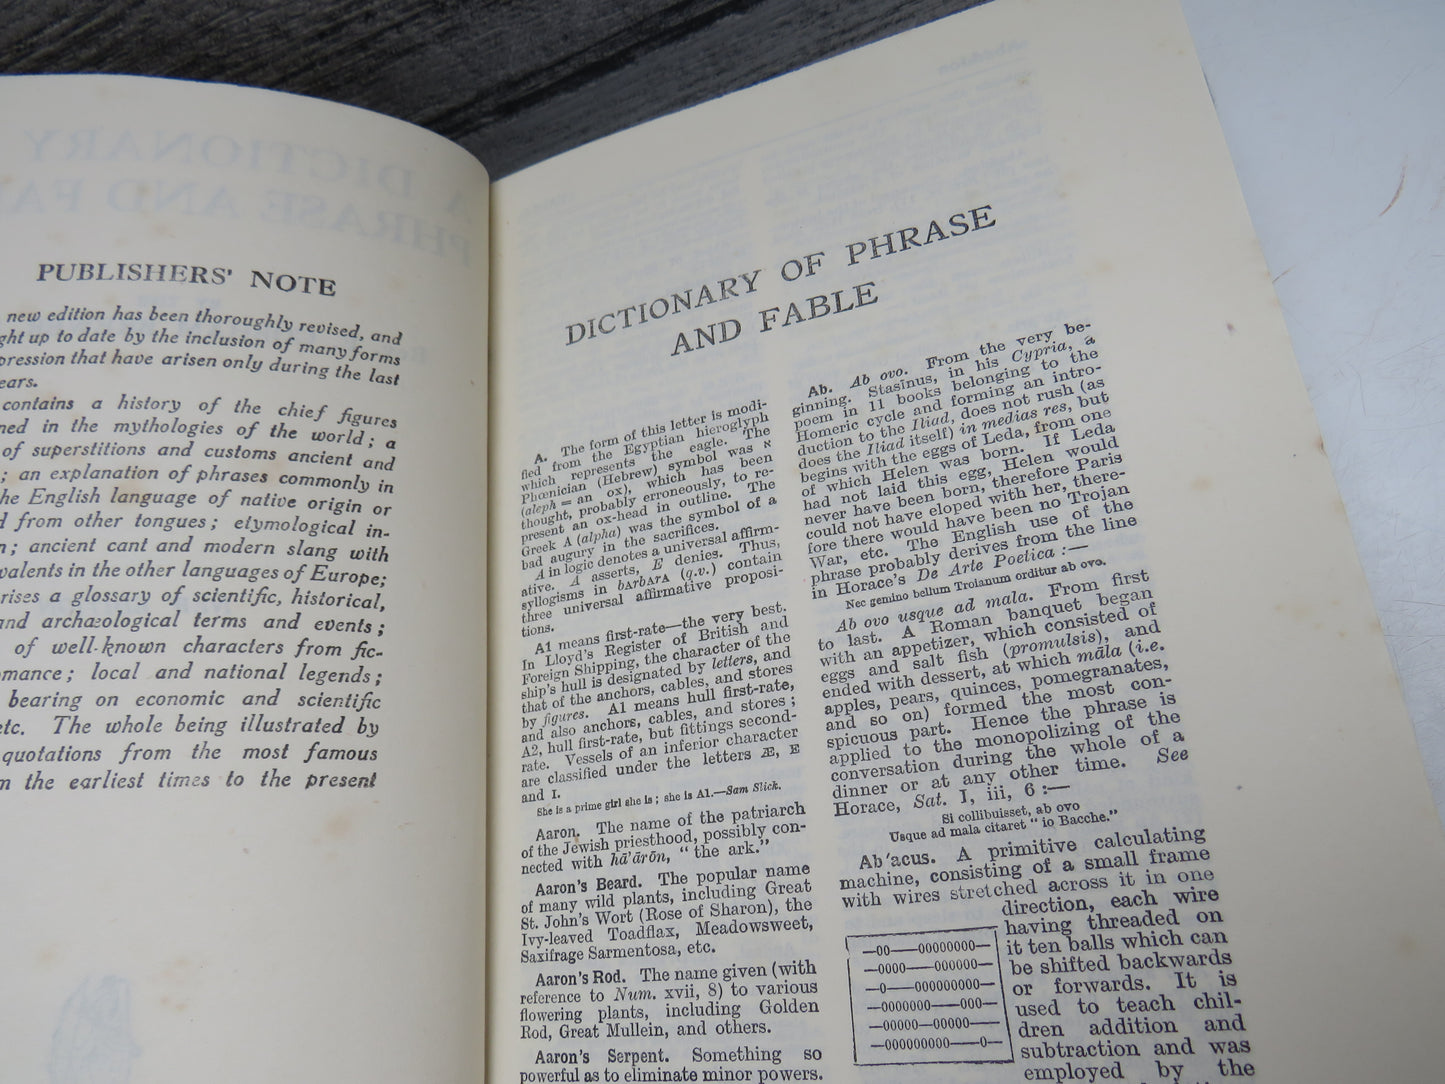 PUBLISHERS' NOTE
new edition has been thoroughly revised, and
ght up to date by the inclusion of many forms
pression that have arisen only during the last
ears.
contains a history of the chief figures
ned in the mythologies of the world; a
of superstitions and customs ancient and
; an explanation of phrases commonly in
he English language of native origin or
d from other tongues; etymological in-
n; ancient cant and modern slang with
valents in the other languages of Europe;
rises a glossary of scientific, historical,
and archæological terms and events;
of well-known characters from fic-
mance; local and national legends;
bearing on economic and scientific
etc. The whole being illustrated by
quotations from the most famous
m the earliest times to the present
DICTIONARY OF PHRASE
AND FABLE
A. The form of this letter is modi-
fied from the Egyptian hieroglyph
which represents the eagle. The
Phœnician (Hebrew) symbol was א
(aleph = an ox), which has been
thought, probably erroneously, to re-
present an ox-head in outline. The
Greek A (alpha) was the symbol of a
bad augury in the sacrifices.
A in logic denotes a universal affirm-
ative. A asserts, E denies. Thus,
syllogisms in bArbArA (q.v.) contain
three universal affirmative proposi-
tions.
A1 means first-rate—the very best.
In Lloyd's Register of British and
Foreign Shipping, the character of the
ship's hull is designated by letters, and
that of the anchors, cables, and stores
by figures. A1 means hull first-rate,
and also anchors, cables, and stores;
A2, hull first-rate, but fittings second-
rate. Vessels of an inferior character
are classified under the letters Æ, E
and I.
She is a prime girl she is; she is A1.—Sam Slick.
Aaron. The name of the patriarch
of the Jewish priesthood, possibly con-
nected with hā'ārōn, "the ark."
Aaron's Beard. The popular name
of many wild plants, including Great
St. John's Wort (Rose of Sharon), the
Ivy-leaved Toadflax, Meadowsweet,
Saxifrage Sarmentosa, etc.
Aaron's Rod. The name given (with
reference to Num. xvii, 8) to various
flowering plants, including Golden
Rod, Great Mullein, and others.
Aaron's Serpent. Something so
powerful as to eliminate minor powers.
Ab. Ab ovo. From the very be-
ginning. Stasīnus, in his Cypria, a
poem in 11 books belonging to the
Homeric cycle and forming an intro-
duction to the Iliad, does not rush (as
does the Iliad itself) in medias res, but
begins with the eggs of Leda, from one
of which Helen was born. If Leda
had not laid this egg, Helen would
never have been born, therefore Paris
could not have eloped with her, there-
fore there would have been no Trojan
War, etc. The English use of the
phrase probably derives from the line
in Horace's De Arte Poetica:—
Nec gemino bellum Troianum orditur ab ovo.
Ab ovo usque ad mala. From first
to last. A Roman banquet began
with an appetizer, which consisted of
eggs and salt fish (promulsis), and
ended with dessert, at which māla (i.e.
apples, pears, quinces, pomegranates,
and so on) formed the most con-
spicuous part. Hence the phrase is
applied to the monopolizing of the
conversation during the whole of a
dinner or at any other time. See
Horace, Sat. I, iii, 6:—
Si collibuisset, ab ovo
Usque ad mala citaret "io Bacche."
Ab'acus. A primitive calculating
machine, consisting of a small frame
with wires stretched across it in one
direction, each wire
having threaded on
it ten balls which can
be shifted backwards
or forwards. It is
used to teach chil-
dren addition and
subtraction and was
employed by the